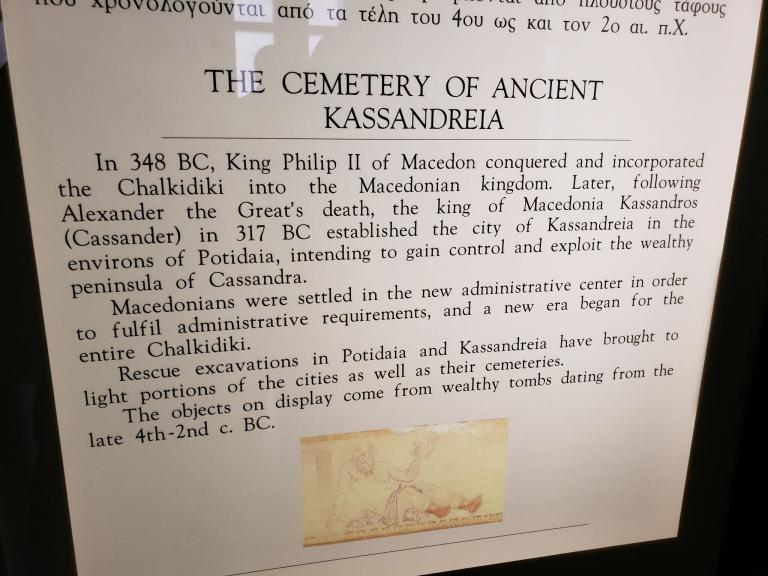 που χρονολογούνται από τα τέλη του 4ου ως και τον 2ο αι. π.Χ.
THE CEMETERY OF ANCIENT
KASSANDREIA
In 348 BC, King Philip II of Macedon conquered and incorporated
the Chalkidiki into the Macedonian kingdom. Later, following
Alexander the Great's death, the king of Macedonia Kassandros
(Cassander) in 317 BC established the city of Kassandreia in the
environs of Potidaia, intending to gain control and exploit the wealthy
peninsula of Cassandra.
Macedonians were settled in the new administrative center in order
to fulfil administrative requirements, and a new era began for the
entire Chalkidiki.
Rescue excavations in Potidaia and Kassandreia have brought to
light portions of the cities as well as their cemeteries.
The objects on display come from wealthy tombs dating from the
late 4th-2nd c. BC.